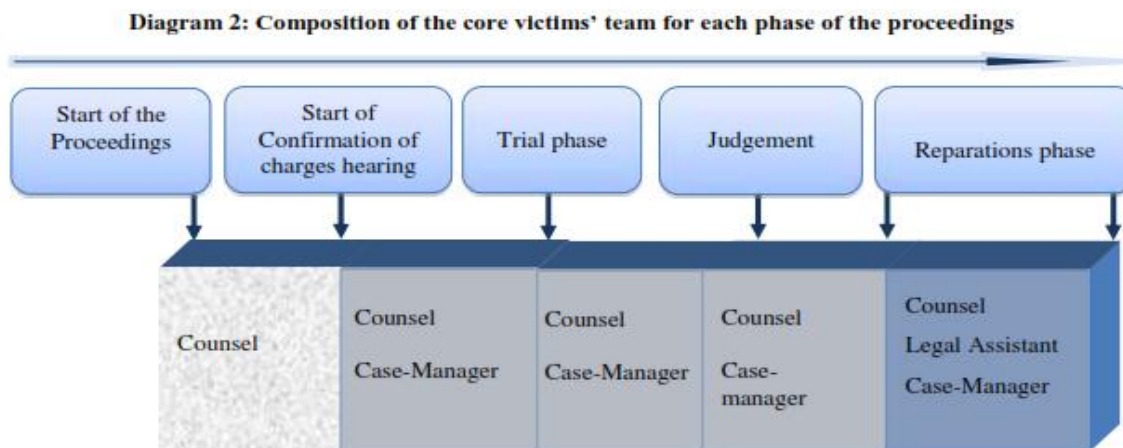 Diagram 2: Composition of the core victims' team for each phase of the proceedings
Start of the
Proceedings
Start of
Confirmation of
charges hearing
Trial phase
Judgement
Reparations phase
Counsel
Counsel
Case-Manager
Counsel
Case-Manager
Counsel
Case-
manager
Counsel
Legal Assistant
Case-Manager